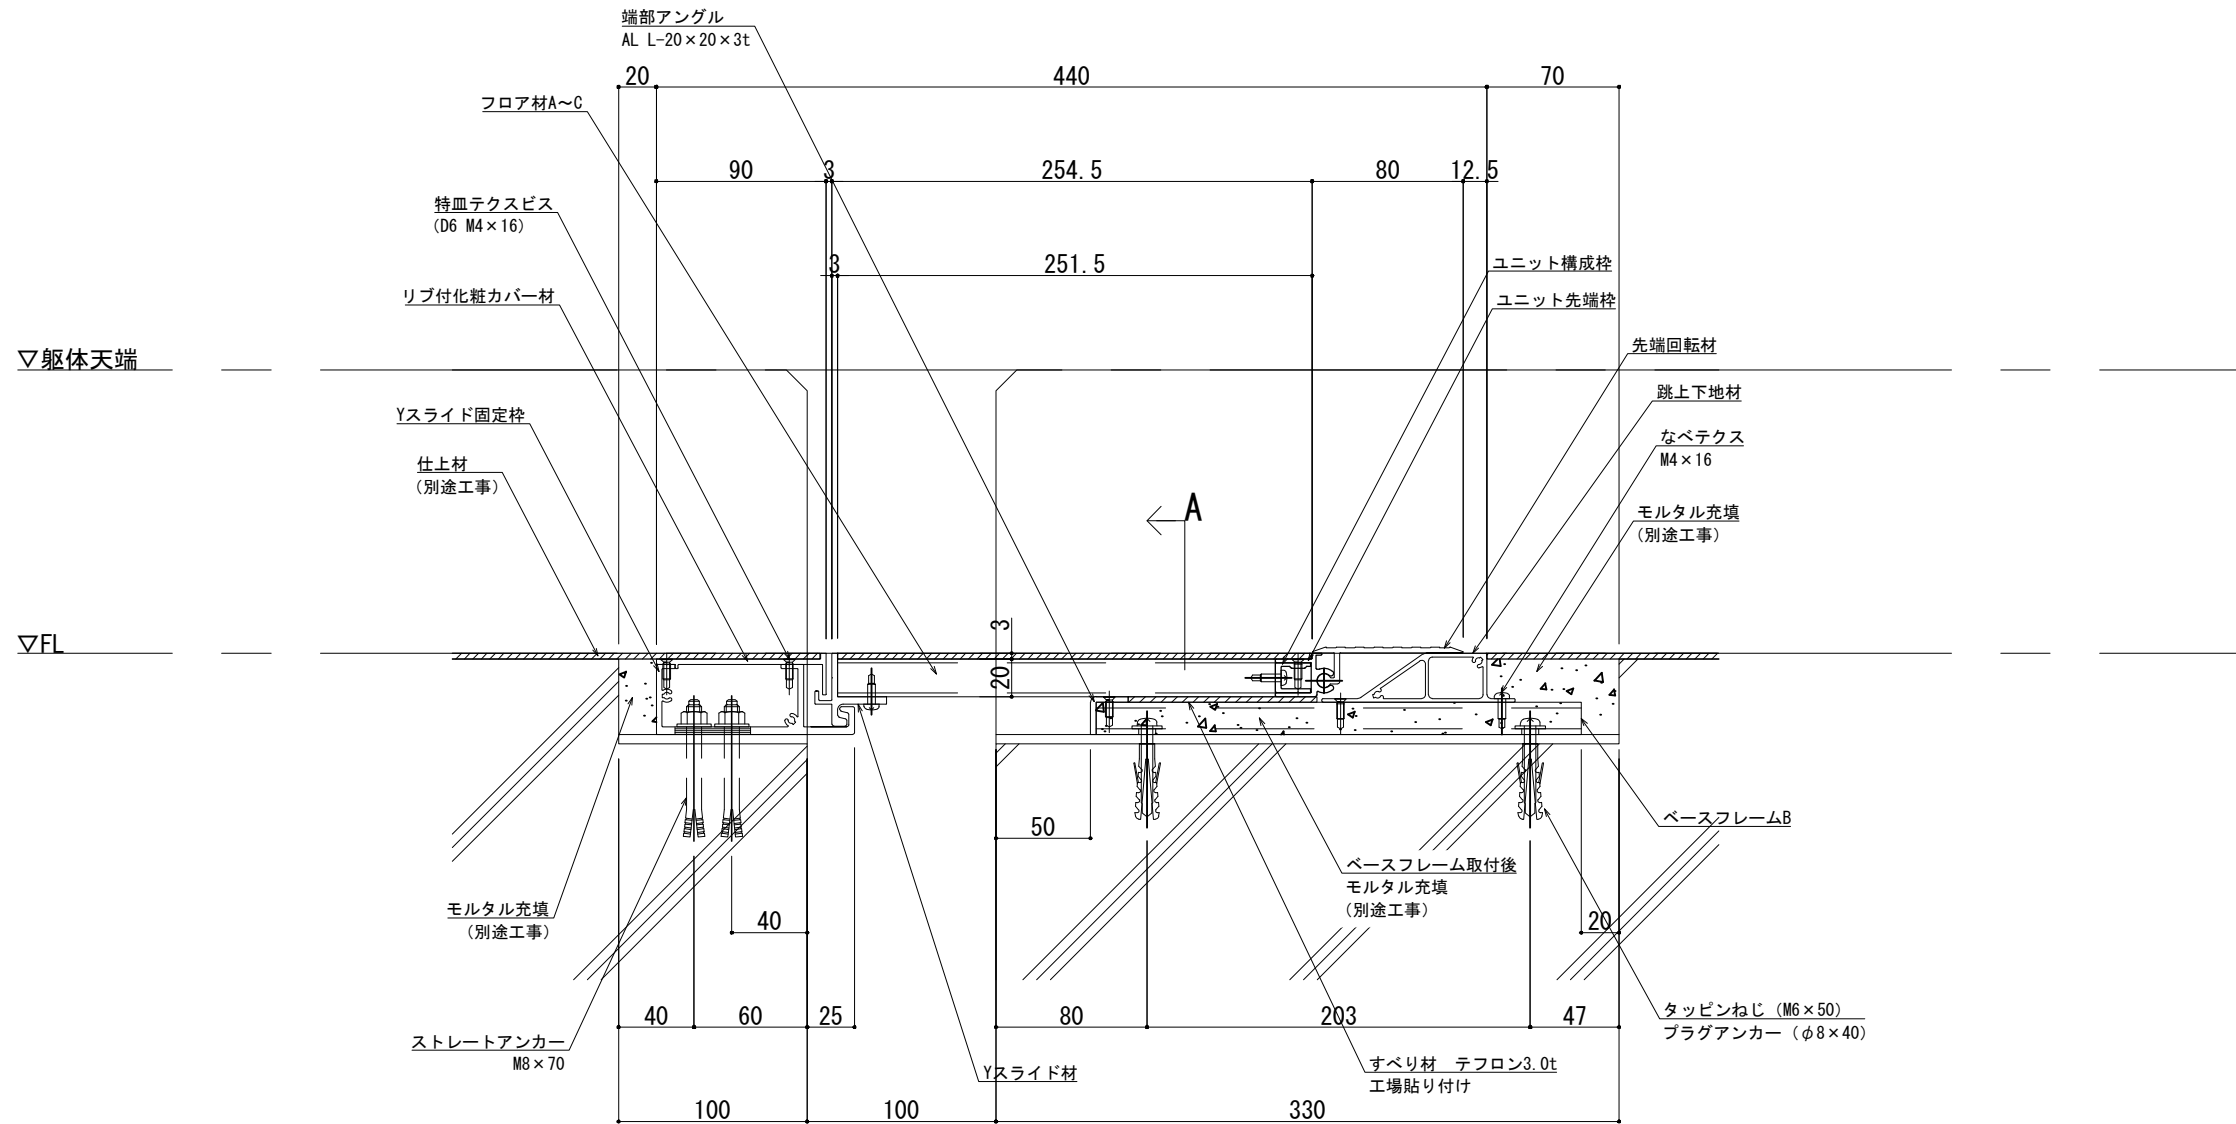 端部アングル
AL L-20×20×3t
20
440
70
フロア材A～C
90
3
254.5
80
12.5
特皿テクスビス
(D6 M4×16)
3
251.5
ユニット構成枠
リブ付化粧カバー材
ユニット先端枠
▽躯体天端
先端回転材
跳上下地材
Yスライド固定枠
なべテクス
M4×16
仕上材
(別途工事)
A
モルタル充填
(別途工事)
3
▽FL
20
50
ベースフレームB
ベースフレーム取付後
モルタル充填
(別途工事)
モルタル充填
(別途工事)
40
20
40
60
25
80
203
47
タッピンねじ (M6×50)
プラグアンカー (φ8×40)
ストレートアンカー
M8×70
Yスライド材
すべり材 テフロン3.0t
工場貼り付け
100
100
330